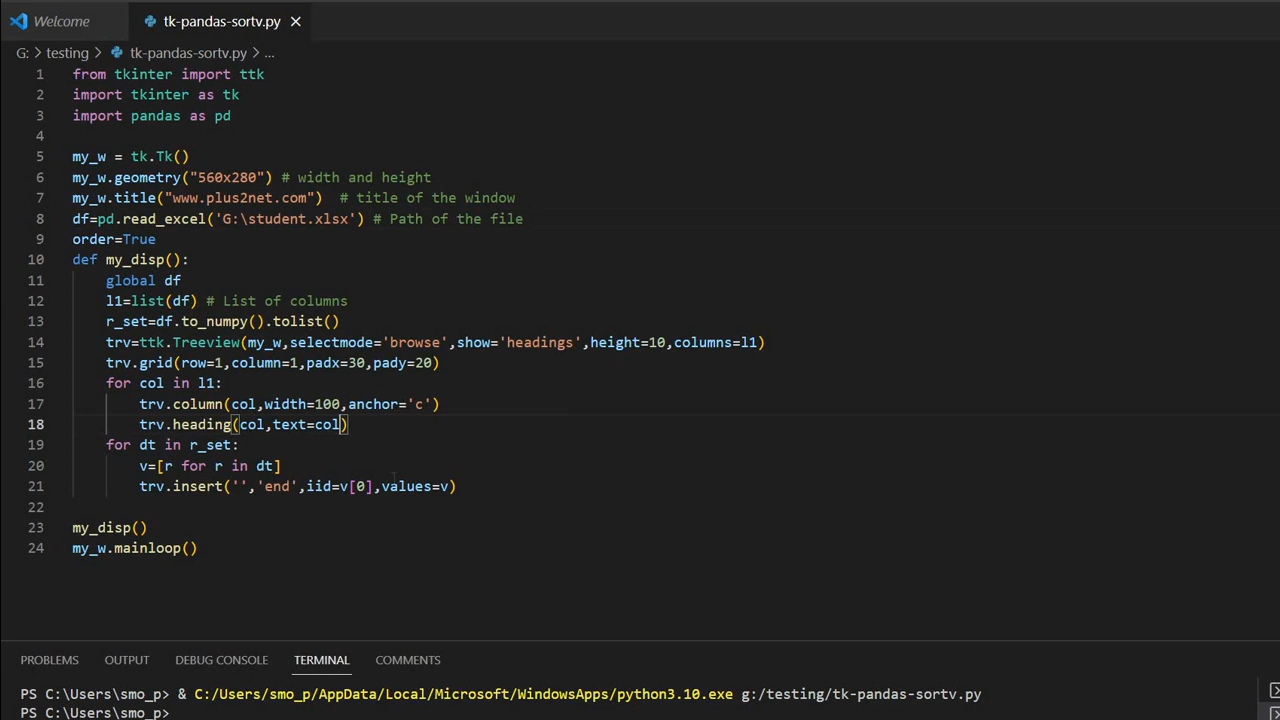 Welcome
tk-pandas-sortv.py
G: > testing > tk-pandas-sortv.py > ...
1 from tkinter import ttk
2 import tkinter as tk
3 import pandas as pd
4
5 my_w = tk.Tk()
6 my_w.geometry("560x280") # width and height
7 my_w.title("www.plus2net.com")  # title of the window
8 df=pd.read_excel('G:\student.xlsx') # Path of the file
9 order=True
10 def my_disp():
11     global df
12     l1=list(df) # List of columns
13     r_set=df.to_numpy().tolist()
14     trv=ttk.Treeview(my_w,selectmode='browse',show='headings',height=10,columns=l1)
15     trv.grid(row=1,column=1,padx=30,pady=20)
16     for col in l1:
17         trv.column(col,width=100,anchor='c')
18         trv.heading(col,text=col)
19     for dt in r_set:
20         v=[r for r in dt]
21         trv.insert('','end',iid=v[0],values=v)
22
23 my_disp()
24 my_w.mainloop()
PROBLEMS OUTPUT DEBUG CONSOLE TERMINAL COMMENTS
PS C:\Users\smo_p> & C:/Users/smo_p/AppData/Local/Microsoft/WindowsApps/python3.10.exe g:/testing/tk-pandas-sortv.py
PS C:\Users\smo_p>